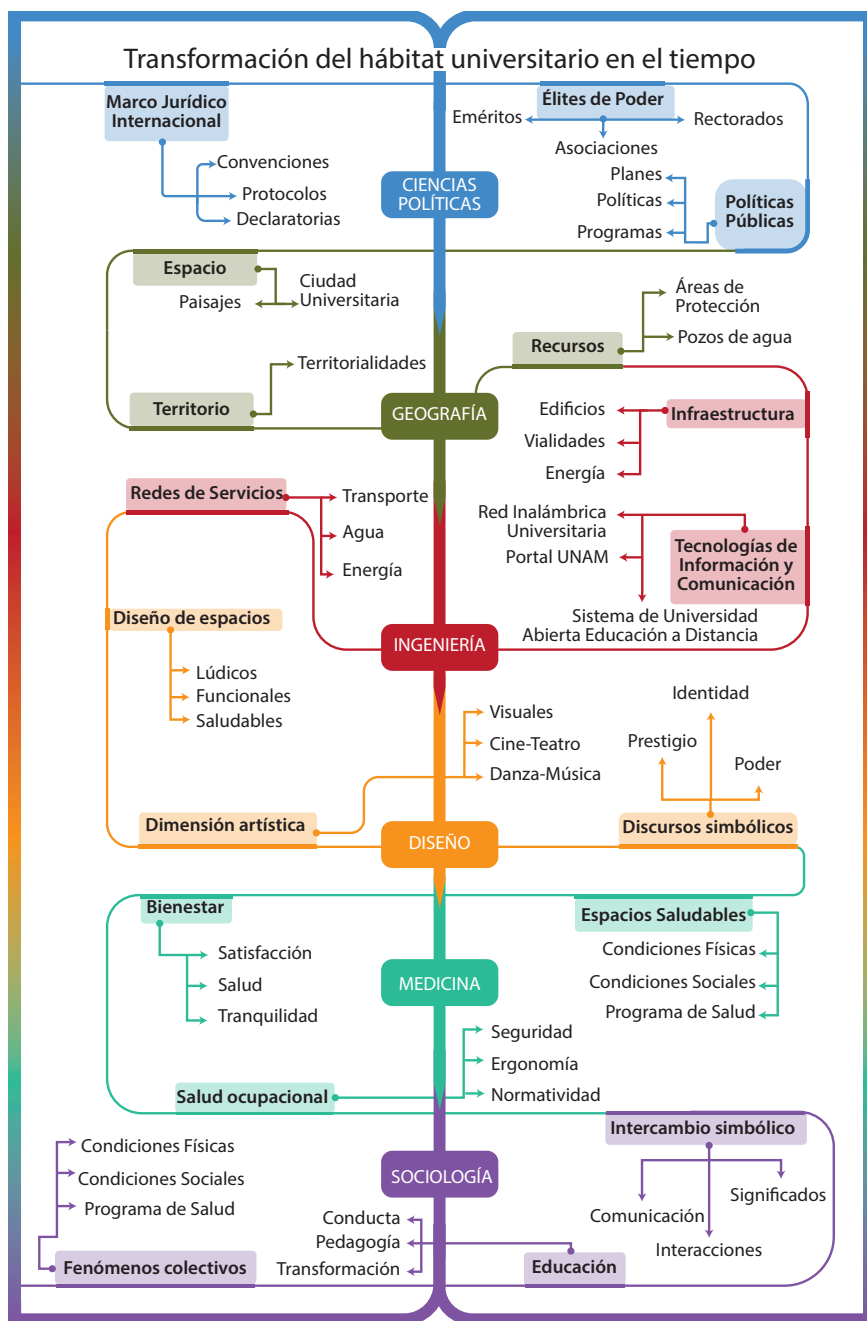 Transformación del hábitat universitario en el tiempo
Marco Jurídico
Internacional
Convenciones
Protocolos
Declaratorias
CIENCIAS
POLÍTICAS
Élites de Poder
Eméritos
Rectorados
Asociaciones
Planes
Políticas
Programas
Políticas
Públicas
Espacio
Paisajes
Ciudad
Universitaria
Territorio
Territorialidades
GEOGRAFÍA
Recursos
Áreas de
Protección
Pozos de agua
Edificios
Vialidades
Energía
Infraestructura
Redes de Servicios
Transporte
Agua
Energía
Red Inalámbrica
Universitaria
Portal UNAM
Sistema de Universidad
Abierta Educación a Distancia
Tecnologías de
Información y
Comunicación
INGENIERÍA
Diseño de espacios
Lúdicos
Funcionales
Saludables
Visuales
Cine-Teatro
Danza-Música
Dimensión artística
DISEÑO
Identidad
Prestigio
Poder
Discursos simbólicos
Bienestar
Satisfacción
Salud
Tranquilidad
MEDICINA
Espacios Saludables
Condiciones Físicas
Condiciones Sociales
Programa de Salud
Salud ocupacional
Seguridad
Ergonomía
Normatividad
Condiciones Físicas
Condiciones Sociales
Programa de Salud
Fenómenos colectivos
SOCIOLOGÍA
Conducta
Pedagogía
Transformación
Educación
Intercambio simbólico
Comunicación
Interacciones
Significados